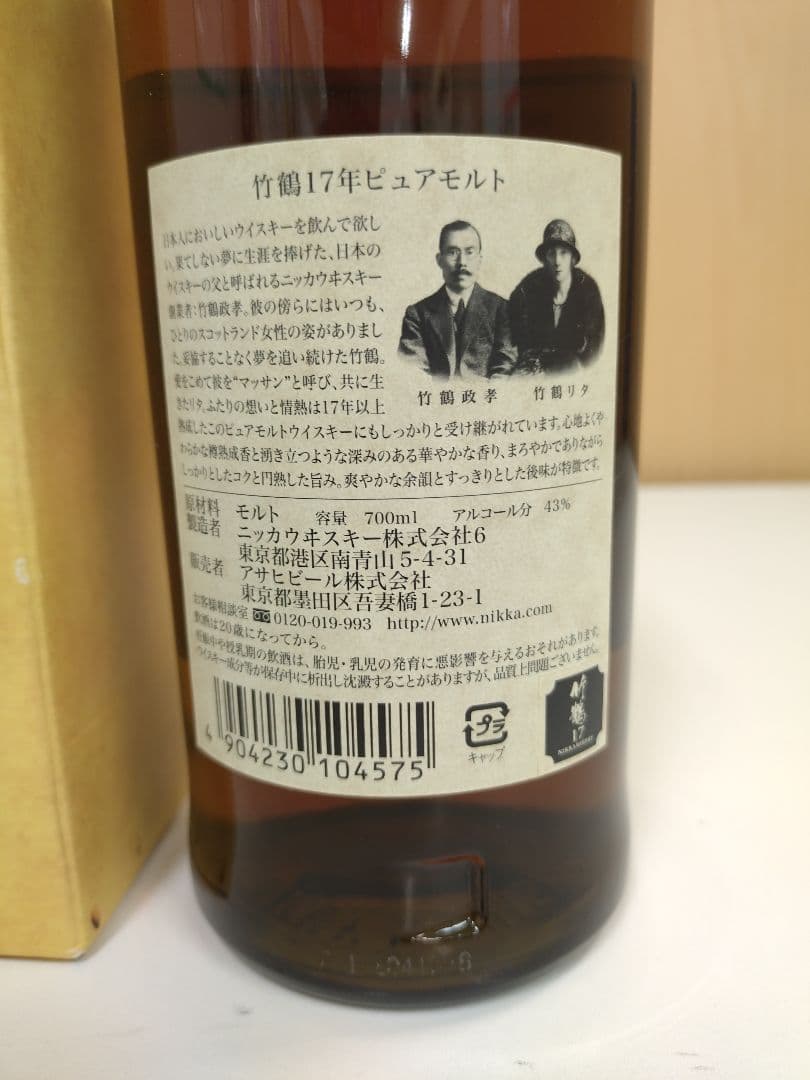 竹鶴17年ピュアモルト
日本人においしいウイスキーを飲んで欲し
い。果てしない夢に生涯を捧げた、日本の
ウイスキーの父と呼ばれるニッカウヰスキー
創業者:竹鶴政孝。彼の傍らにはいつも、
ひとりのスコットランド女性の姿がありまし
た。妥協することなく夢を追い続けた竹鶴。
愛をこめて彼を“マッサン”と呼び、共に生
きたリタ。ふたりの想いと情熱は17年以上
熟成したこのピュアモルトウイスキーにもしっかりと受け継がれています。心地よくや
わらかな樽熟成香と湧き立つような深みのある華やかな香り、まろやかでありながら
しっかりとしたコクと円熟した旨み。爽やかな余韻とすっきりとした後味が特徴です。
竹鶴政孝 竹鶴リタ
原材料 モルト 容量 700ml アルコール分 43%
製造者 ニッカウヰスキー株式会社6
東京都港区南青山5-4-31
販売者 アサヒビール株式会社
東京都墨田区吾妻橋1-23-1
お客様相談室 0120-019-993 http://www.nikka.com
飲酒は20歳になってから。
妊娠中や授乳期の飲酒は、胎児・乳児の発育に悪影響を与えるおそれがあります。
ウイスキー成分等が保存中に析出し沈澱することがありますが、品質上問題ございません。
4 904230 104575
プラ
キャップ
竹鶴
17
NIKKA WHISKY